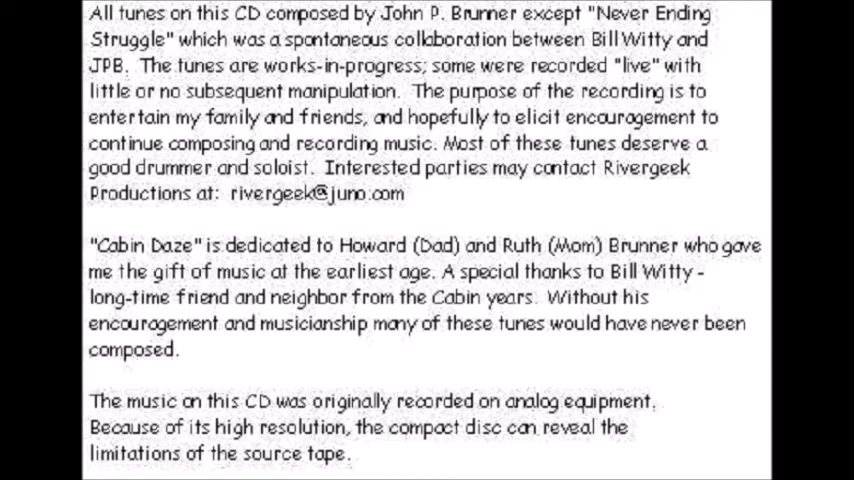 All tunes on this CD composed by John P. Brunner except "Never Ending
Struggle" which was a spontaneous collaboration between Bill Witty and
JPB. The tunes are works-in-progress; some were recorded "live" with
little or no subsequent manipulation. The purpose of the recording is to
entertain my family and friends, and hopefully to elicit encouragement to
continue composing and recording music. Most of these tunes deserve a
good drummer and soloist. Interested parties may contact Rivergeek
Productions at: rivergeek@juno.com
"Cabin Daze" is dedicated to Howard (Dad) and Ruth (Mom) Brunner who gave
me the gift of music at the earliest age. A special thanks to Bill Witty -
long-time friend and neighbor from the Cabin years. Without his
encouragement and musicianship many of these tunes would have never been
composed.
The music on this CD was originally recorded on analog equipment.
Because of its high resolution, the compact disc can reveal the
limitations of the source tape.